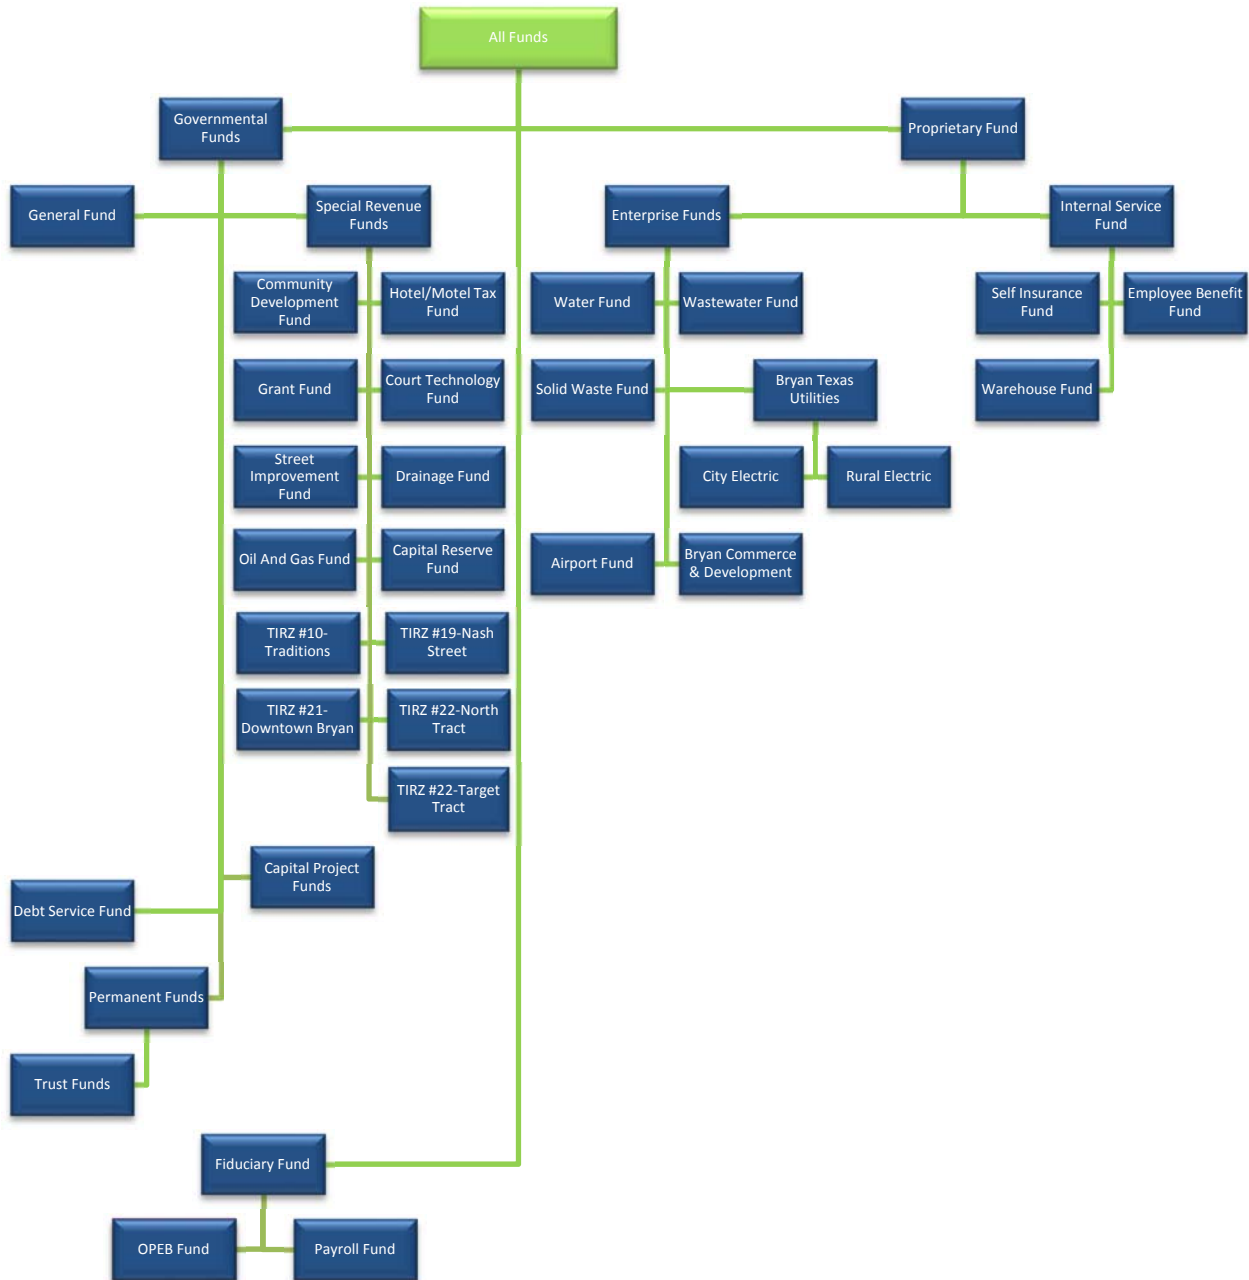 All Funds
Governmental
Funds
Proprietary Fund
General Fund
Special Revenue
Funds
Enterprise Funds
Internal Service
Fund
Community
Development
Fund
Hotel/Motel Tax
Fund
Water Fund
Wastewater Fund
Self Insurance
Fund
Employee Benefit
Fund
Grant Fund
Court Technology
Fund
Solid Waste Fund
Bryan Texas
Utilities
Warehouse Fund
Street
Improvement
Fund
Drainage Fund
City Electric
Rural Electric
Oil And Gas Fund
Capital Reserve
Fund
Airport Fund
Bryan Commerce
& Development
TIRZ #10-
Traditions
TIRZ #19-Nash
Street
TIRZ #21-
Downtown Bryan
TIRZ #22-North
Tract
TIRZ #22-Target
Tract
Capital Project
Funds
Debt Service Fund
Permanent Funds
Trust Funds
Fiduciary Fund
OPEB Fund
Payroll Fund